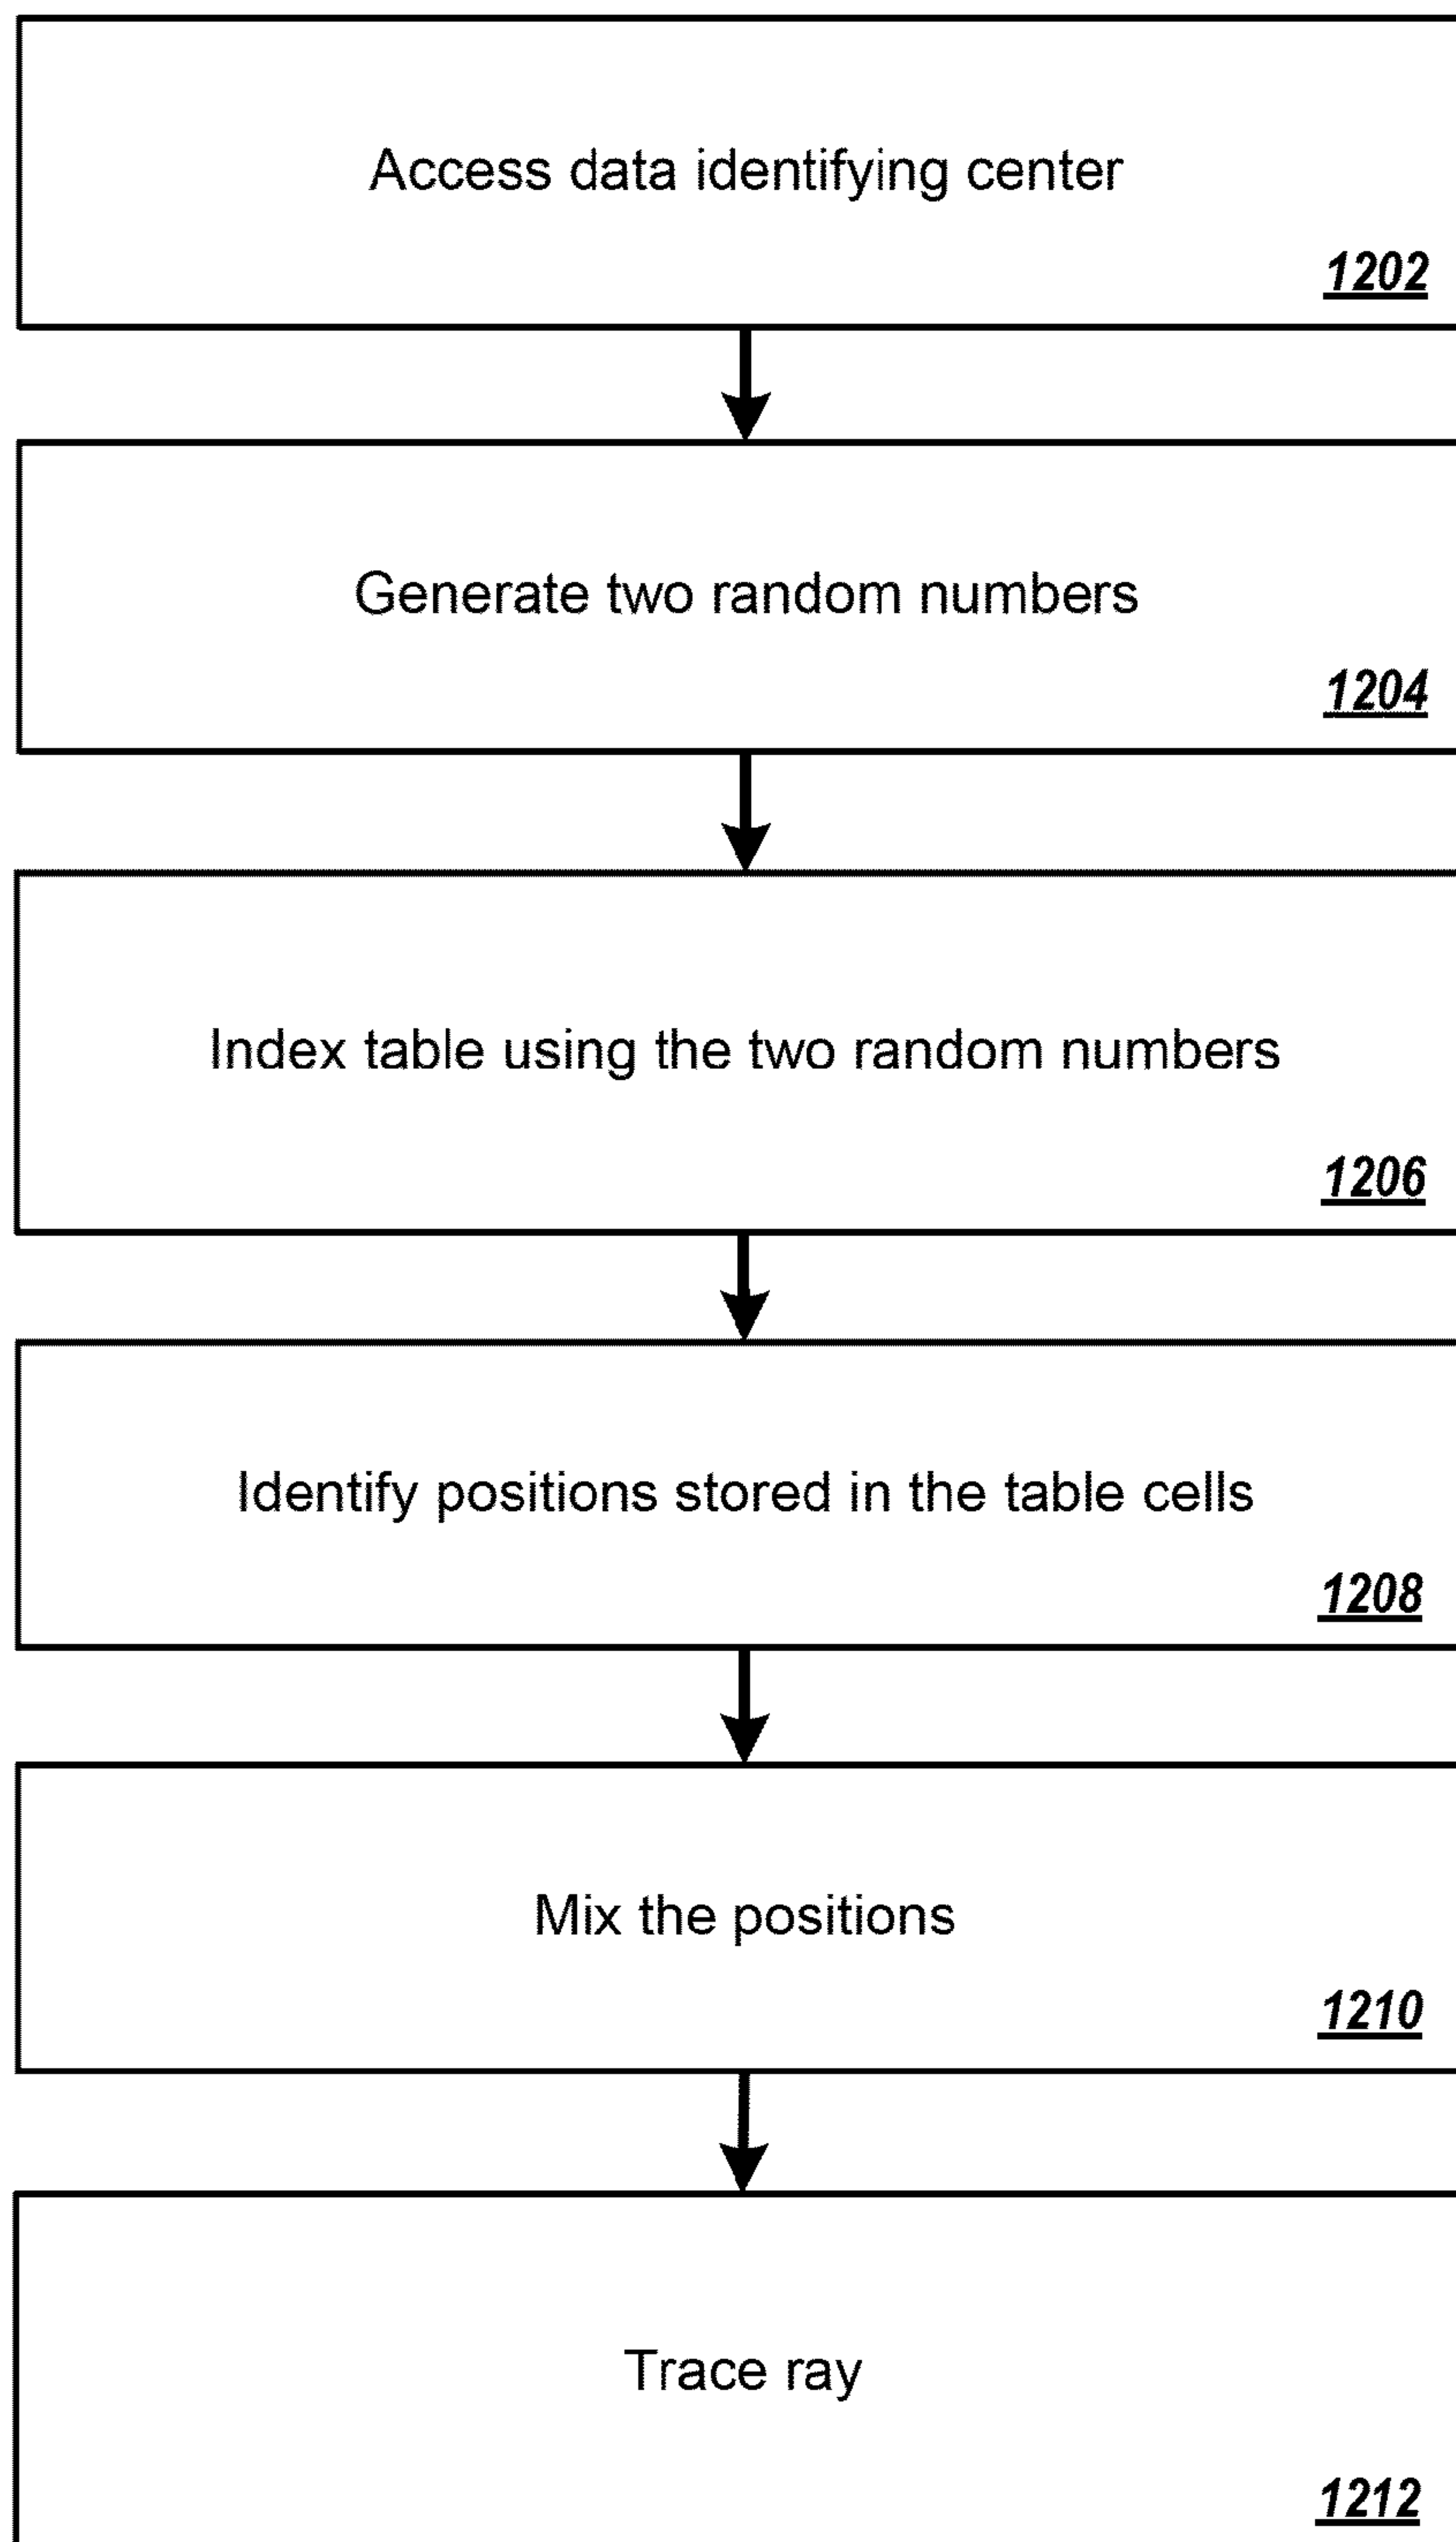 Access data identifying center
1202
Generate two random numbers
1204
Index table using the two random numbers
1206
Identify positions stored in the table cells
1208
Mix the positions
1210
Trace ray
1212